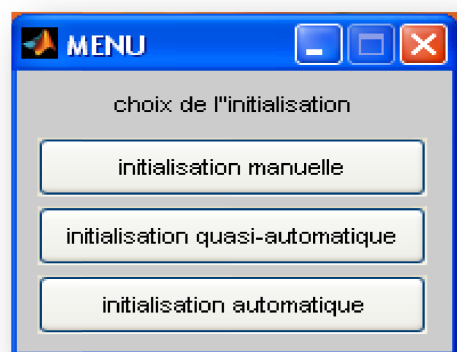 MENU
choix de l''initialisation
initialisation manuelle
initialisation quasi-automatique
initialisation automatique